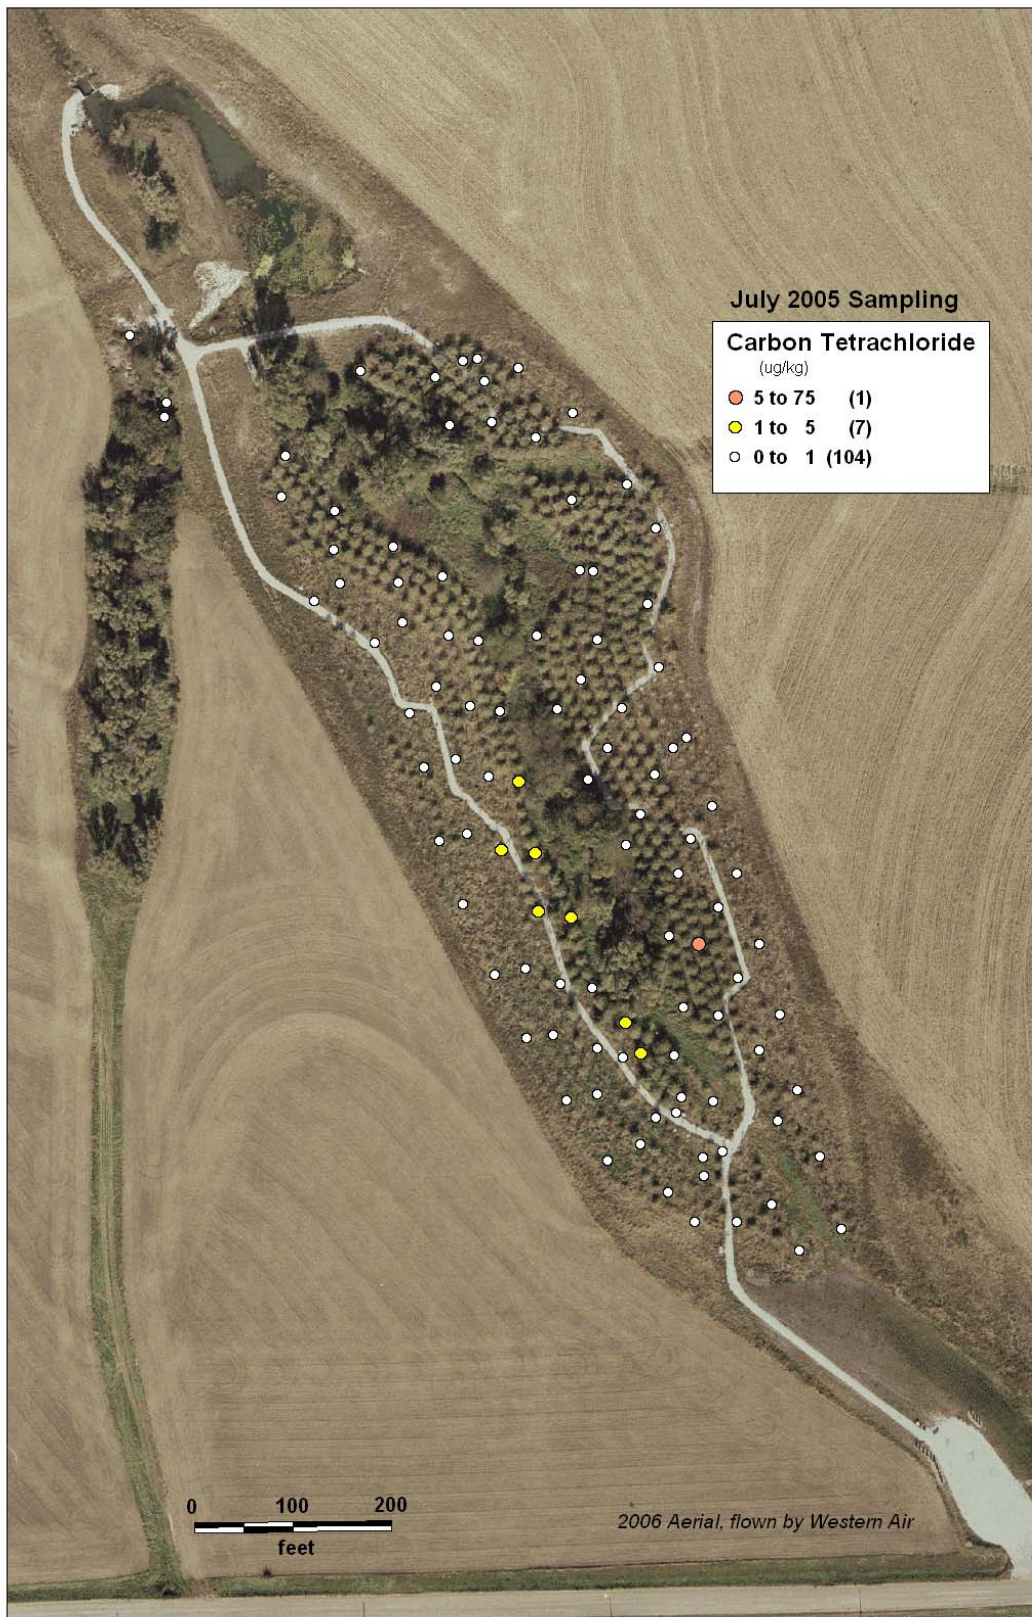 July 2005 Sampling
Carbon Tetrachloride
(ug/kg)
5 to 75 (1)
1 to 5 (7)
0 to 1 (104)
0 100 200
feet
2006 Aerial, flown by Western Air